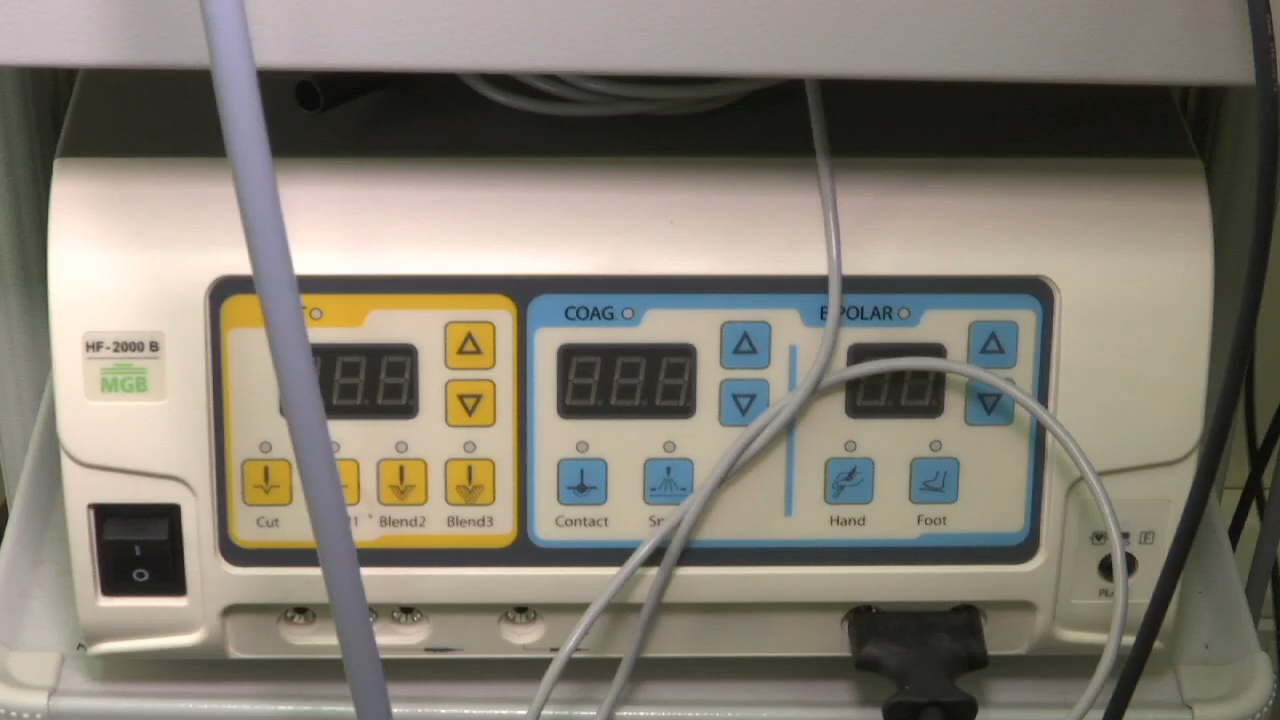 COAG
HF-2000 B
MGB
Cut
Blend2
Blend3
Contact
Hand
Foot
F